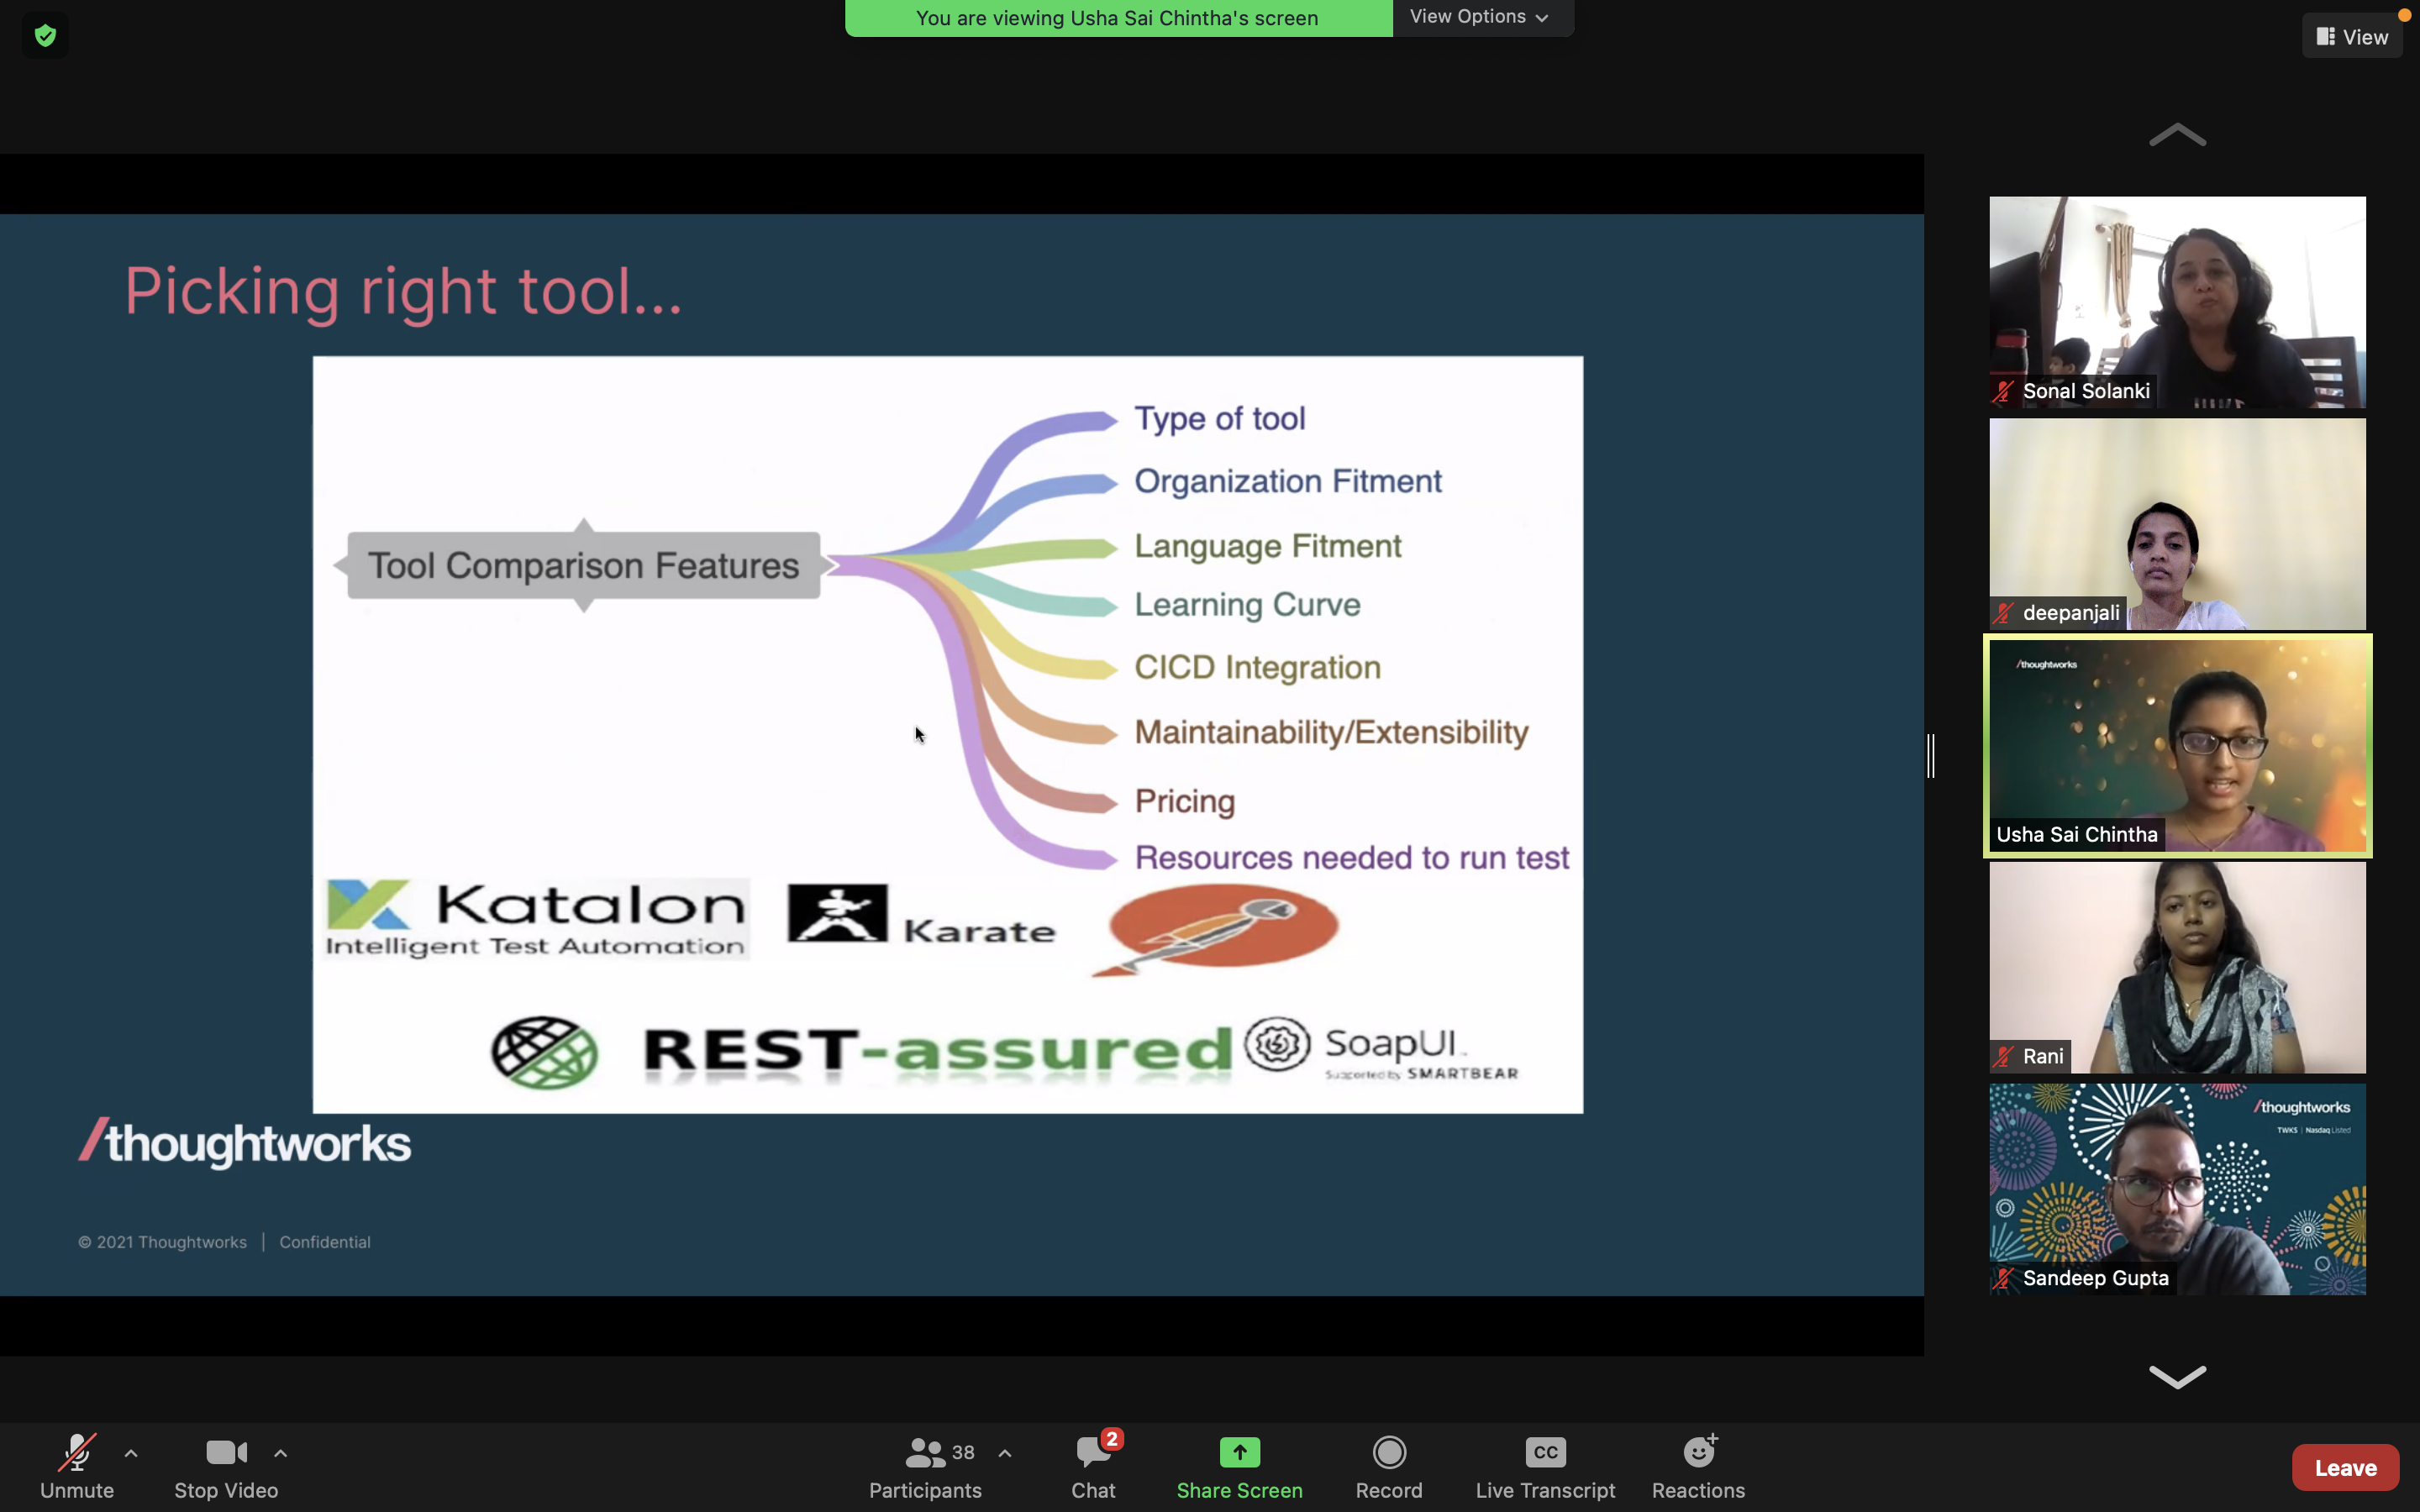 You are viewing Usha Sai Chintha's screen
View Options
View
Picking right tool...
Tool Comparison Features
Type of tool
Organization Fitment
Language Fitment
Learning Curve
CICD Integration
Maintainability/Extensibility
Pricing
Resources needed to run test
Katalon
Intelligent Test Automation
Karate
REST-assured
SoapUI
Supported by SMARTBEAR
/thoughtworks
© 2021 Thoughtworks | Confidential
Sonal Solanki
deepanjali
/thoughtworks
Usha Sai Chintha
Rani
/thoughtworks
TWKS | Nasdaq Listed
Sandeep Gupta
Unmute
Stop Video
38
Participants
2
Chat
Share Screen
Record
CC
Live Transcript
Reactions
Leave